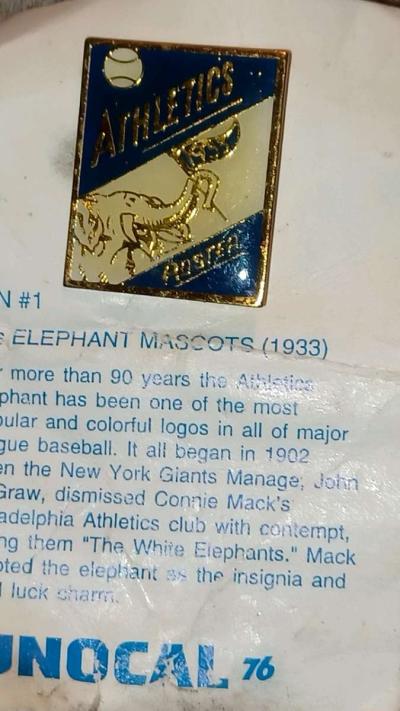 ATHLETICS
ROSTER
N #1
ELEPHANT MASCOTS (1933)
more than 90 years the Athletics
phant has been one of the most
pular and colorful logos in all of major
gue baseball. It all began in 1902
en the New York Giants Manage, John
Graw, dismissed Connie Mack's
adelphia Athletics club with contempt,
ng them "The White Elephants." Mack
pted the elephant as the insignia and
luck charm.
UNOCAL 76